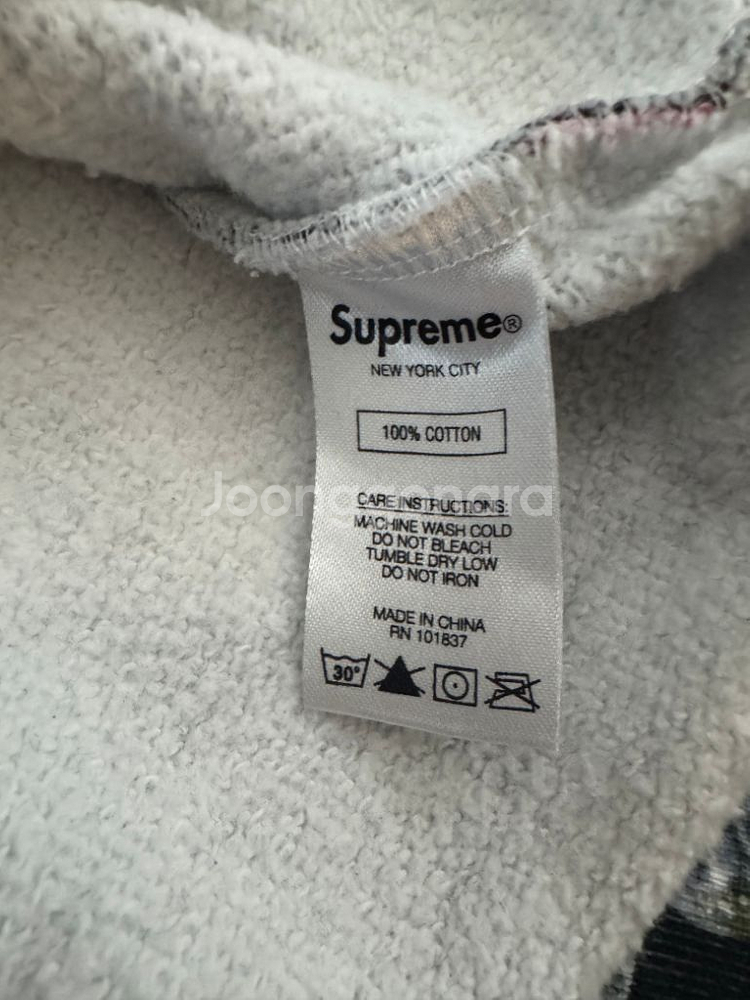 Supreme®
NEW YORK CITY
100% COTTON
Joongonara
CARE INSTRUCTIONS:
MACHINE WASH COLD
DO NOT BLEACH
TUMBLE DRY LOW
DO NOT IRON
MADE IN CHINA
RN 101837
30°